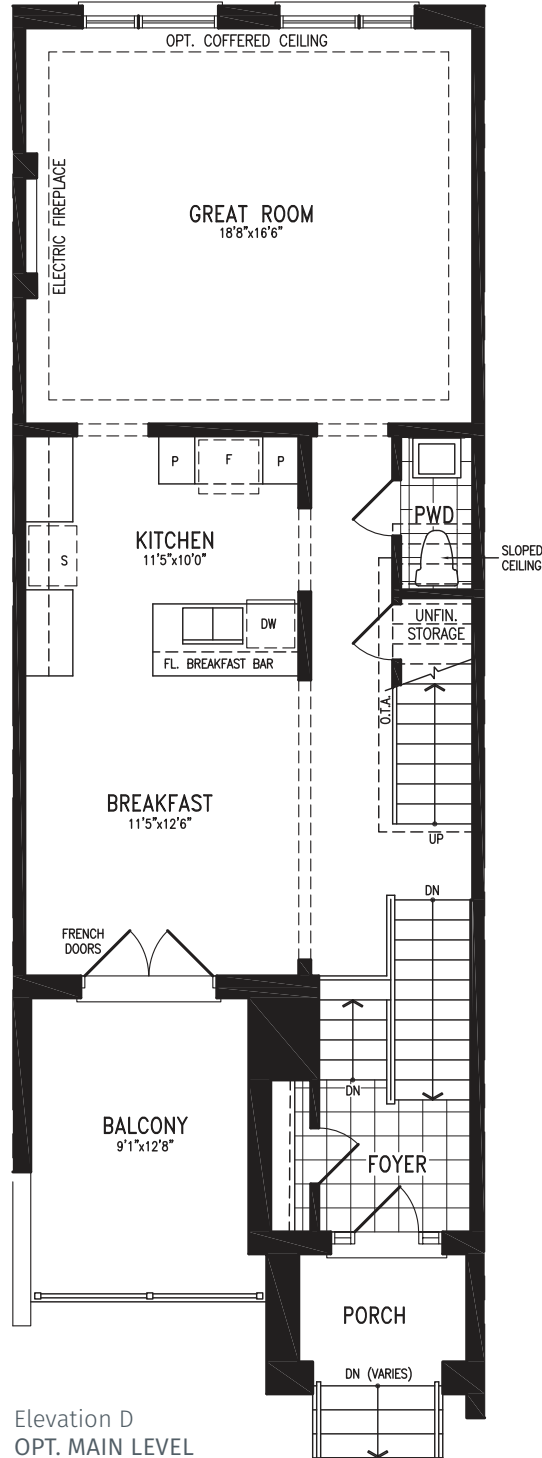 OPT. COFFERED CEILING
ELECTRIC FIREPLACE
GREAT ROOM
18'8"x16'6"
P
F
P
KITCHEN
11'5"x10'0"
S
DW
FL. BREAKFAST BAR
PWD
SLOPED
CEILING
UNFIN.
STORAGE
O.T.A.
UP
BREAKFAST
11'5"x12'6"
DN
FRENCH
DOORS
DN
BALCONY
9'1"x12'8"
FOYER
PORCH
DN (VARIES)
Elevation D
OPT. MAIN LEVEL